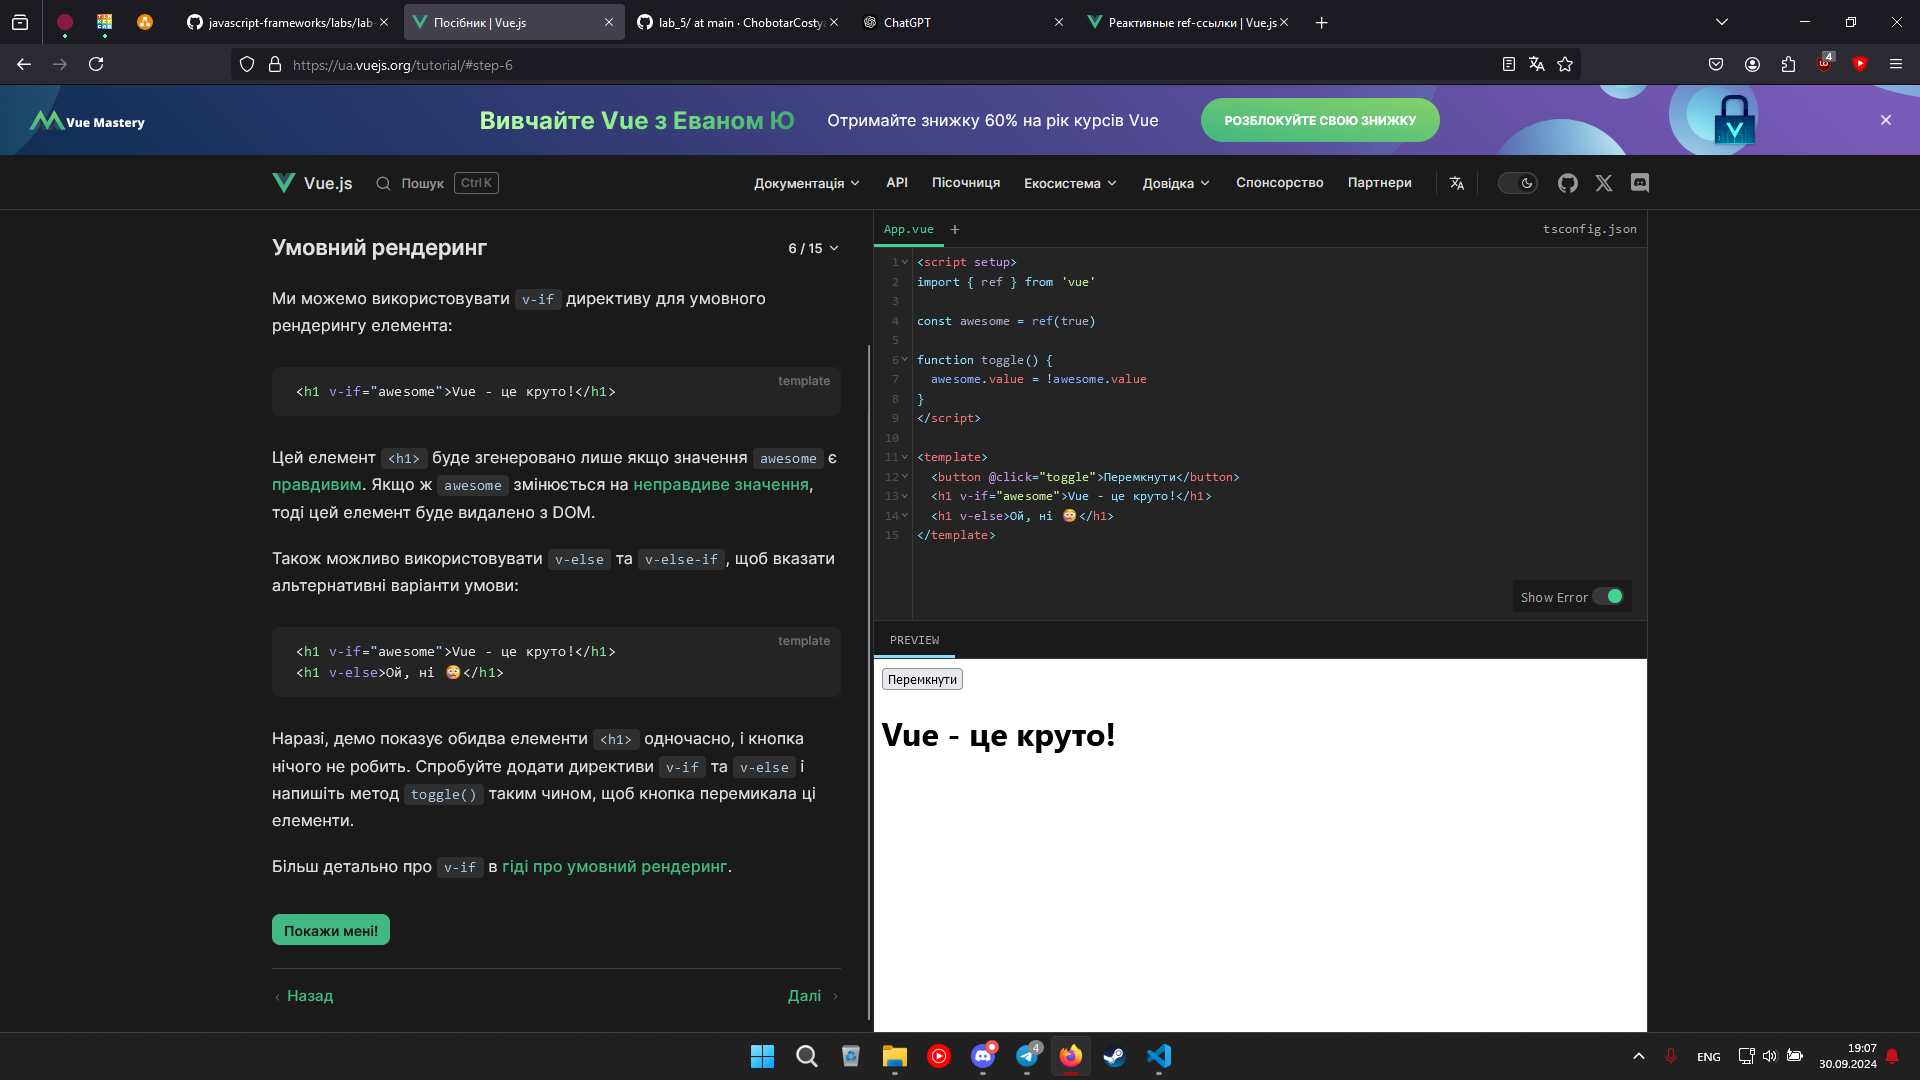 javascript-frameworks/labs/lab-
Посібник | Vue.js
lab_5/ at main · ChobotarCostya
ChatGPT
Реактивные ref-ссылки | Vue.js
https://ua.vuejs.org/tutorial/#step-6
4
Vue Mastery
Вивчайте Vue з Еваном Ю
Отримайте знижку 60% на рік курсів Vue
РОЗБЛОКУЙТЕ СВОЮ ЗНИЖКУ
Vue.js
Пошук
Ctrl K
Документація
API
Пісочниця
Екосистема
Довідка
Спонсорство
Партнери
Умовний рендеринг
6 / 15
Ми можемо використовувати v-if директиву для умовного
рендерингу елемента:
template
<h1 v-if="awesome">Vue - це круто!</h1>
Цей елемент <h1> буде згенеровано лише якщо значення awesome є
правдивим. Якщо ж awesome змінюється на неправдиве значення,
тоді цей елемент буде видалено з DOM.
Також можливо використовувати v-else та v-else-if, щоб вказати
альтернативні варіанти умови:
template
<h1 v-if="awesome">Vue - це круто!</h1>
<h1 v-else>Ой, ні 😢</h1>
Наразі, демо показує обидва елементи <h1> одночасно, і кнопка
нічого не робить. Спробуйте додати директиви v-if та v-else і
напишіть метод toggle() таким чином, щоб кнопка перемикала ці
елементи.
Більш детально про v-if в гіді про умовний рендеринг.
Покажи мені!
Назад
Далі
App.vue
+
tsconfig.json
1 <script setup>
2 import { ref } from 'vue'
3
4 const awesome = ref(true)
5
6 function toggle() {
7 awesome.value = !awesome.value
8 }
9 </script>
10
11 <template>
12 <button @click="toggle">Перемкнути</button>
13 <h1 v-if="awesome">Vue - це круто!</h1>
14 <h1 v-else>Ой, ні 😢</h1>
15 </template>
Show Error
PREVIEW
Перемкнути
Vue - це круто!
4
ENG
19:07
30.09.2024